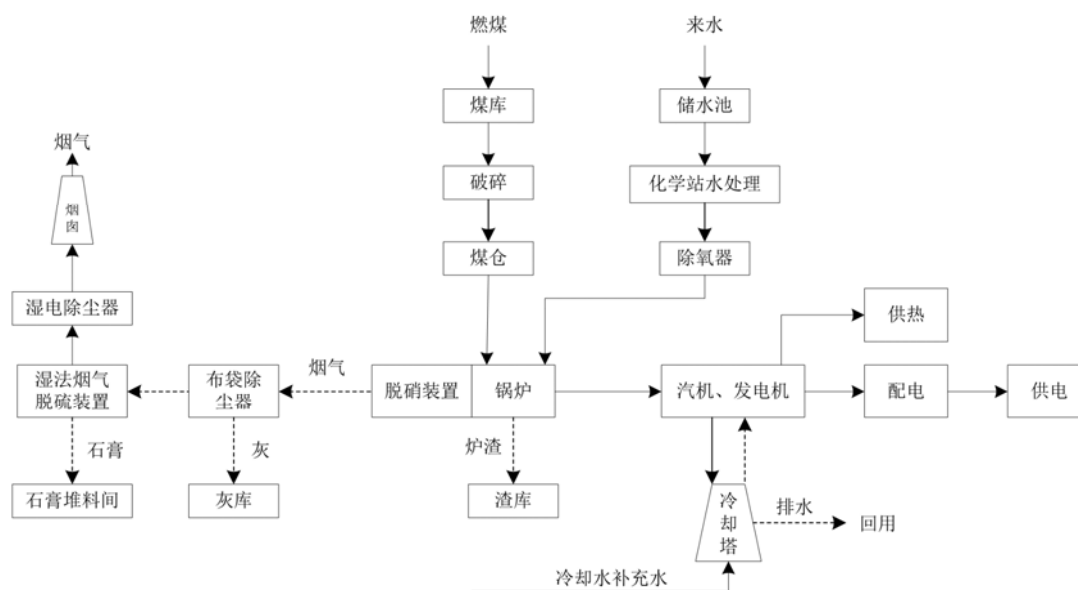 燃煤
来水
煤库
储水池
烟气
破碎
化学站水处理
烟
囱
煤仓
除氧器
湿电除尘器
供热
湿法烟气
脱硫装置
布袋除
尘器
烟气
脱硝装置
锅炉
汽机、发电机
配电
供电
石膏
灰
炉渣
石膏堆料间
灰库
渣库
冷
却
塔
排水
回用
冷却水补充水